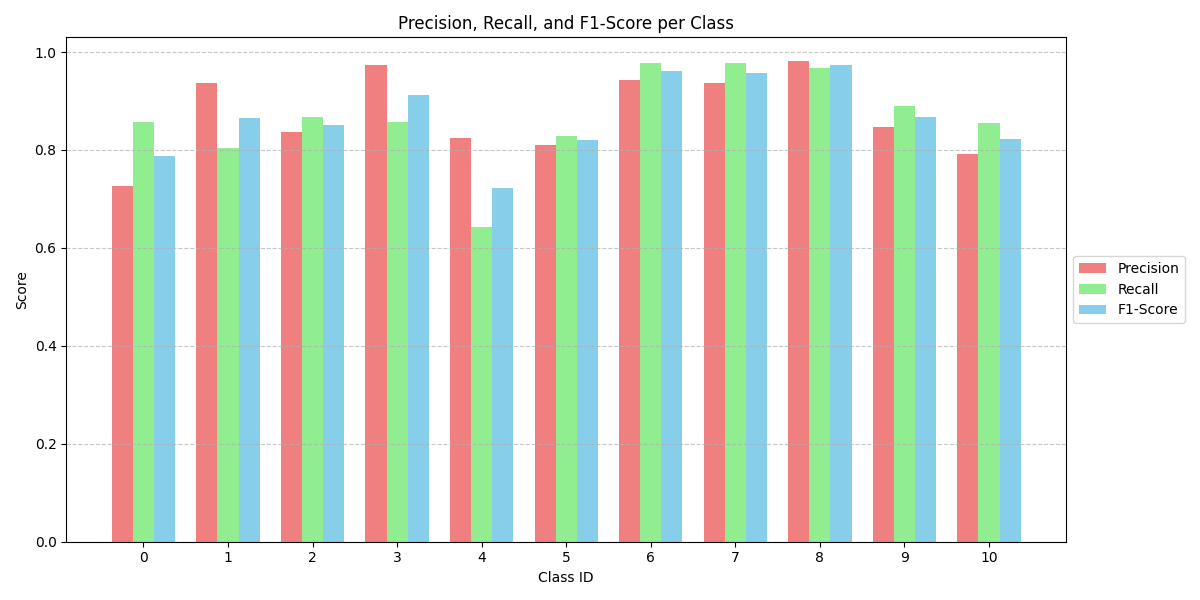 Precision, Recall, and F1-Score per Class
1.0
0.8
0.6
0.4
0.2
0.0
Score
0 1 2 3 4 5 6 7 8 9 10
Class ID
Precision
Recall
F1-Score